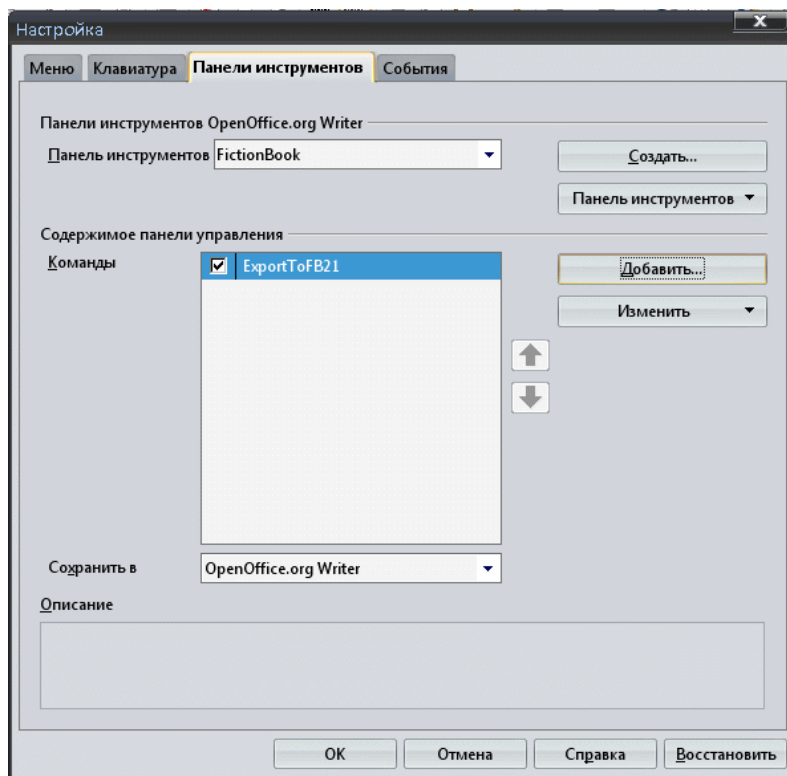 Настройка
x
Меню Клавиатура Панели инструментов События
Панели инструментов OpenOffice.org Writer
Панель инструментов FictionBook Создать...
Панель инструментов
Содержимое панели управления
Команды ExportToFB21 Добавить...
Изменить
Сохранить в OpenOffice.org Writer
Описание
ОК Отмена Справка Восстановить